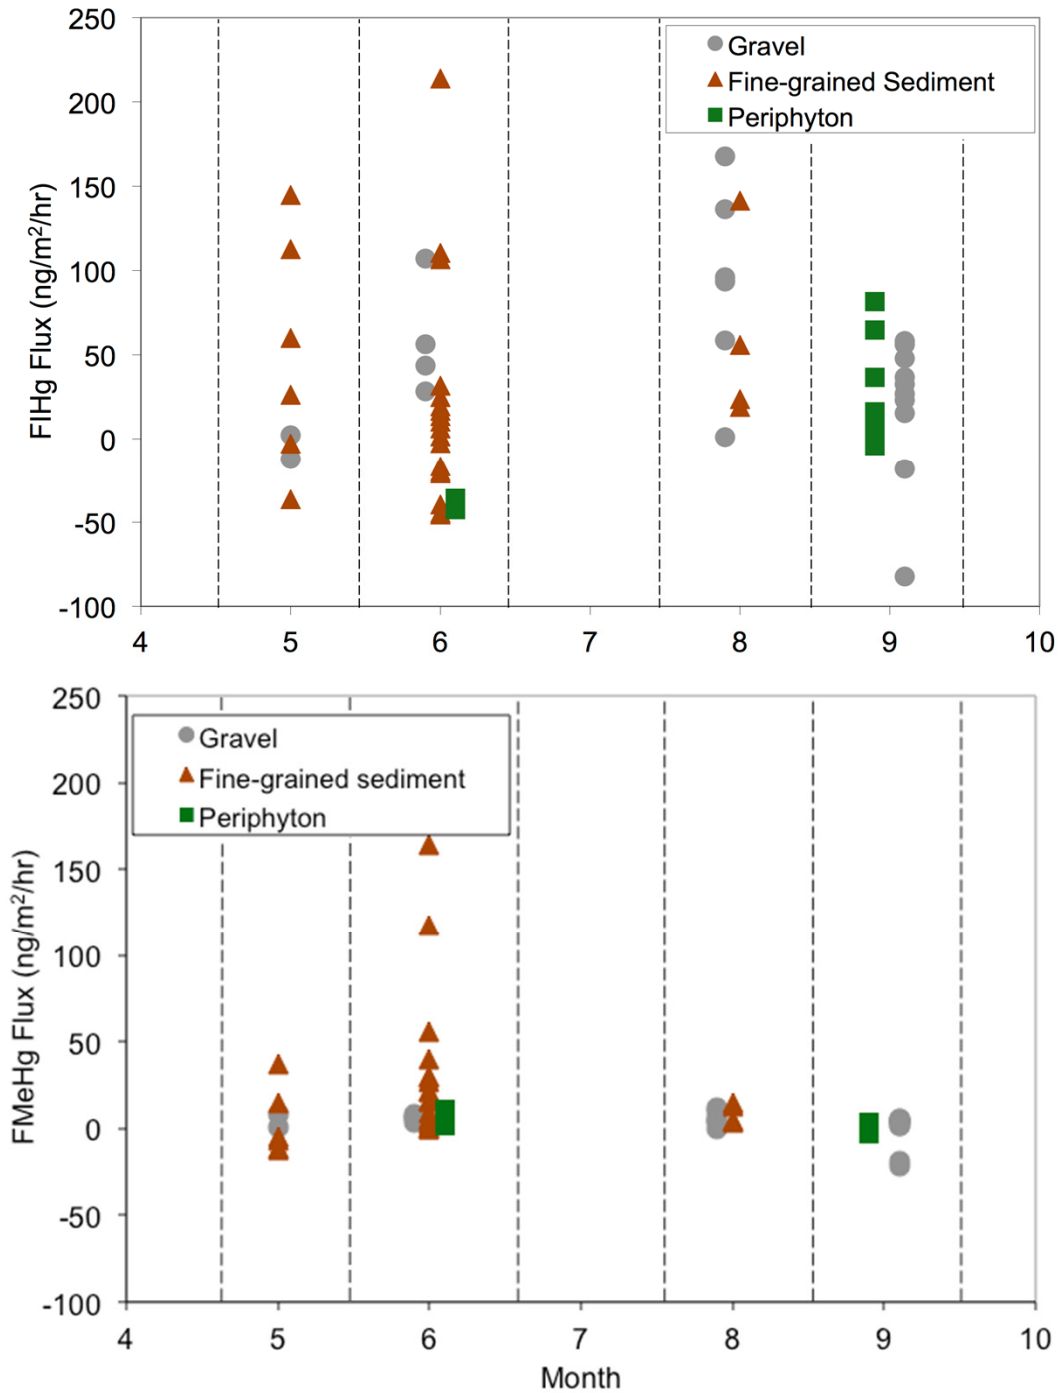 250
200
150
100
50
0
-50
-100
FIHg Flux (ng/m²/hr)
Gravel
Fine-grained Sediment
Periphyton
4 5 6 7 8 9 10
250
200
150
100
50
0
-50
-100
FMeHg Flux (ng/m²/hr)
Gravel
Fine-grained sediment
Periphyton
4 5 6 7 8 9 10
Month